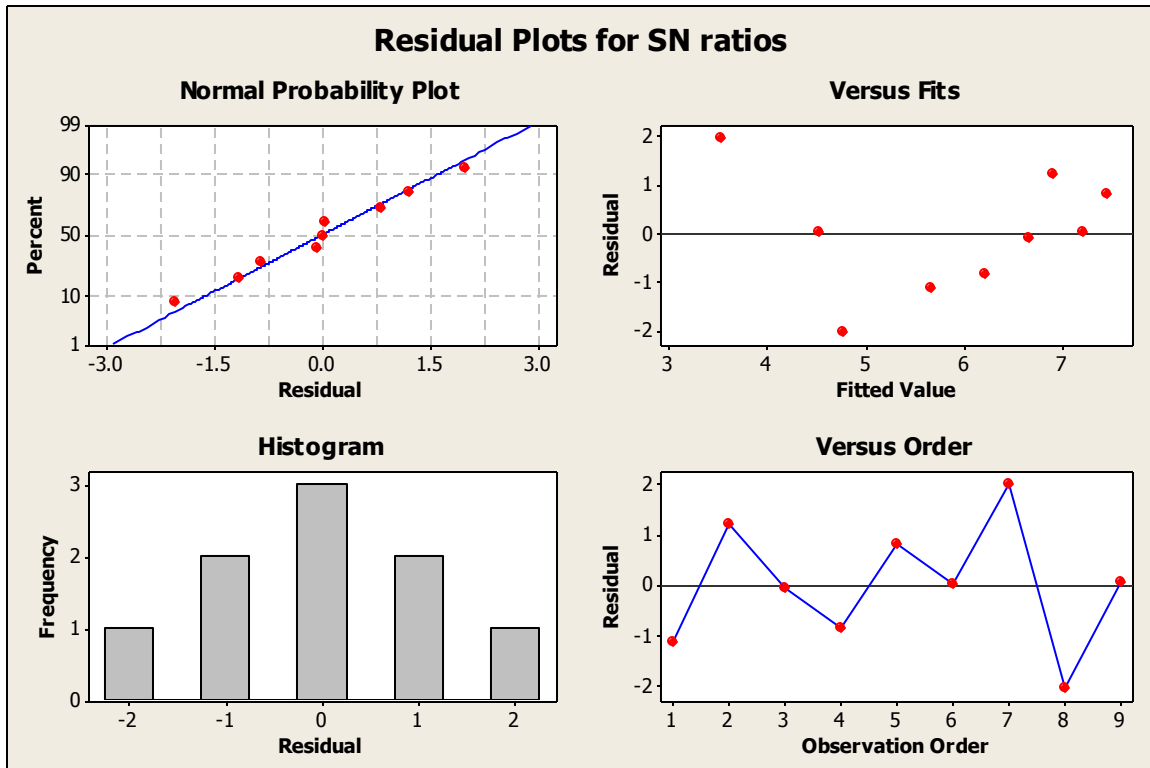 Residual Plots for SN ratios
Normal Probability Plot
99
90
50
10
1
Percent
-3.0 -1.5 0.0 1.5 3.0
Residual
Versus Fits
2
1
0
-1
-2
Residual
3 4 5 6 7
Fitted Value
Histogram
3
2
1
0
Frequency
-2 -1 0 1 2
Residual
Versus Order
2
1
0
-1
-2
Residual
1 2 3 4 5 6 7 8 9
Observation Order